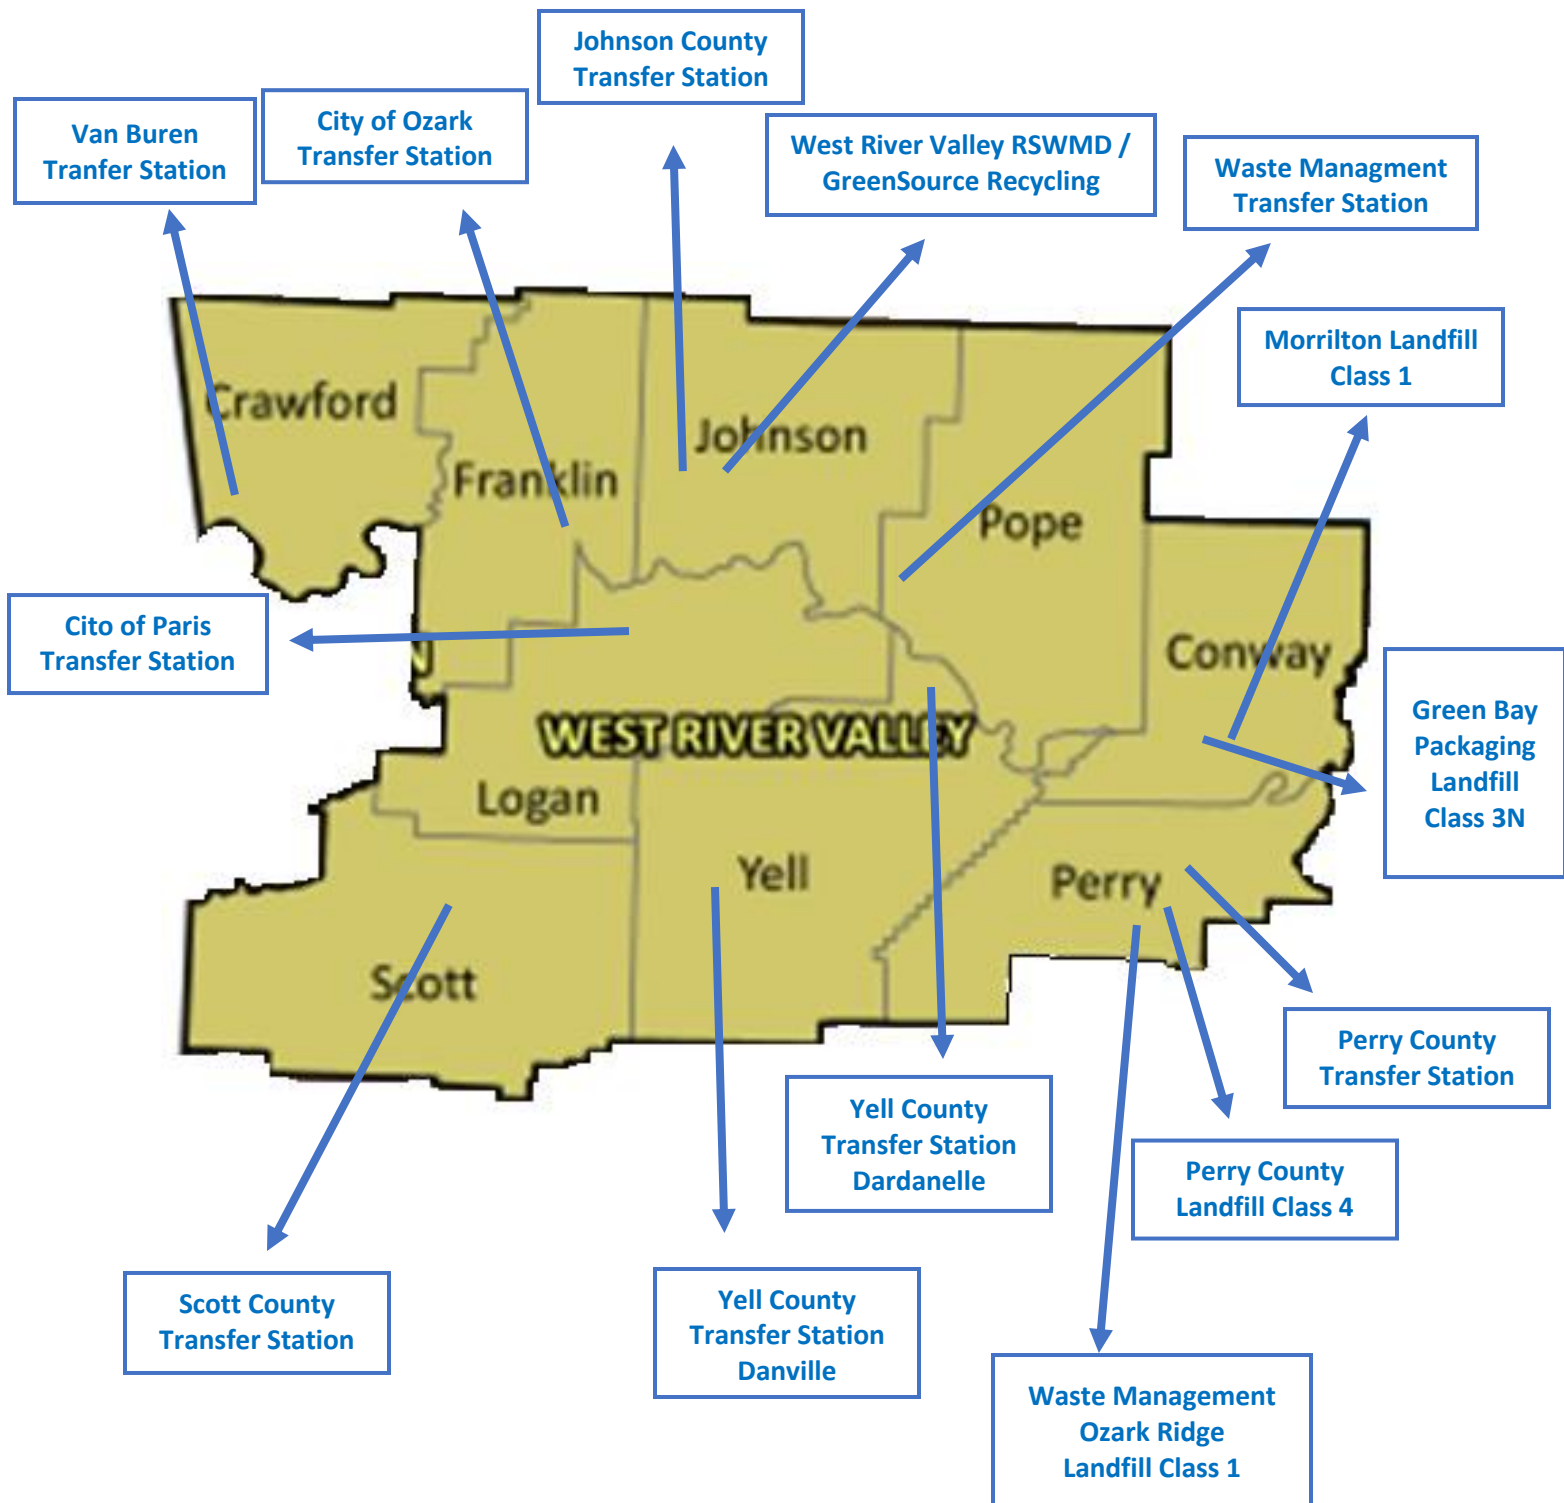 Johnson County
Transfer Station
Van Buren
Tranfer Station
City of Ozark
Transfer Station
West River Valley RSWMD /
GreenSource Recycling
Waste Managment
Transfer Station
Morrilton Landfill
Class 1
Crawford
Franklin
Johnson
Pope
Cito of Paris
Transfer Station
N
Conway
Green Bay
Packaging
Landfill
Class 3N
WEST RIVER VALLEY
Logan
Yell
Perry
Scott
Perry County
Transfer Station
Yell County
Transfer Station
Dardanelle
Perry County
Landfill Class 4
Scott County
Transfer Station
Yell County
Transfer Station
Danville
Waste Management
Ozark Ridge
Landfill Class 1